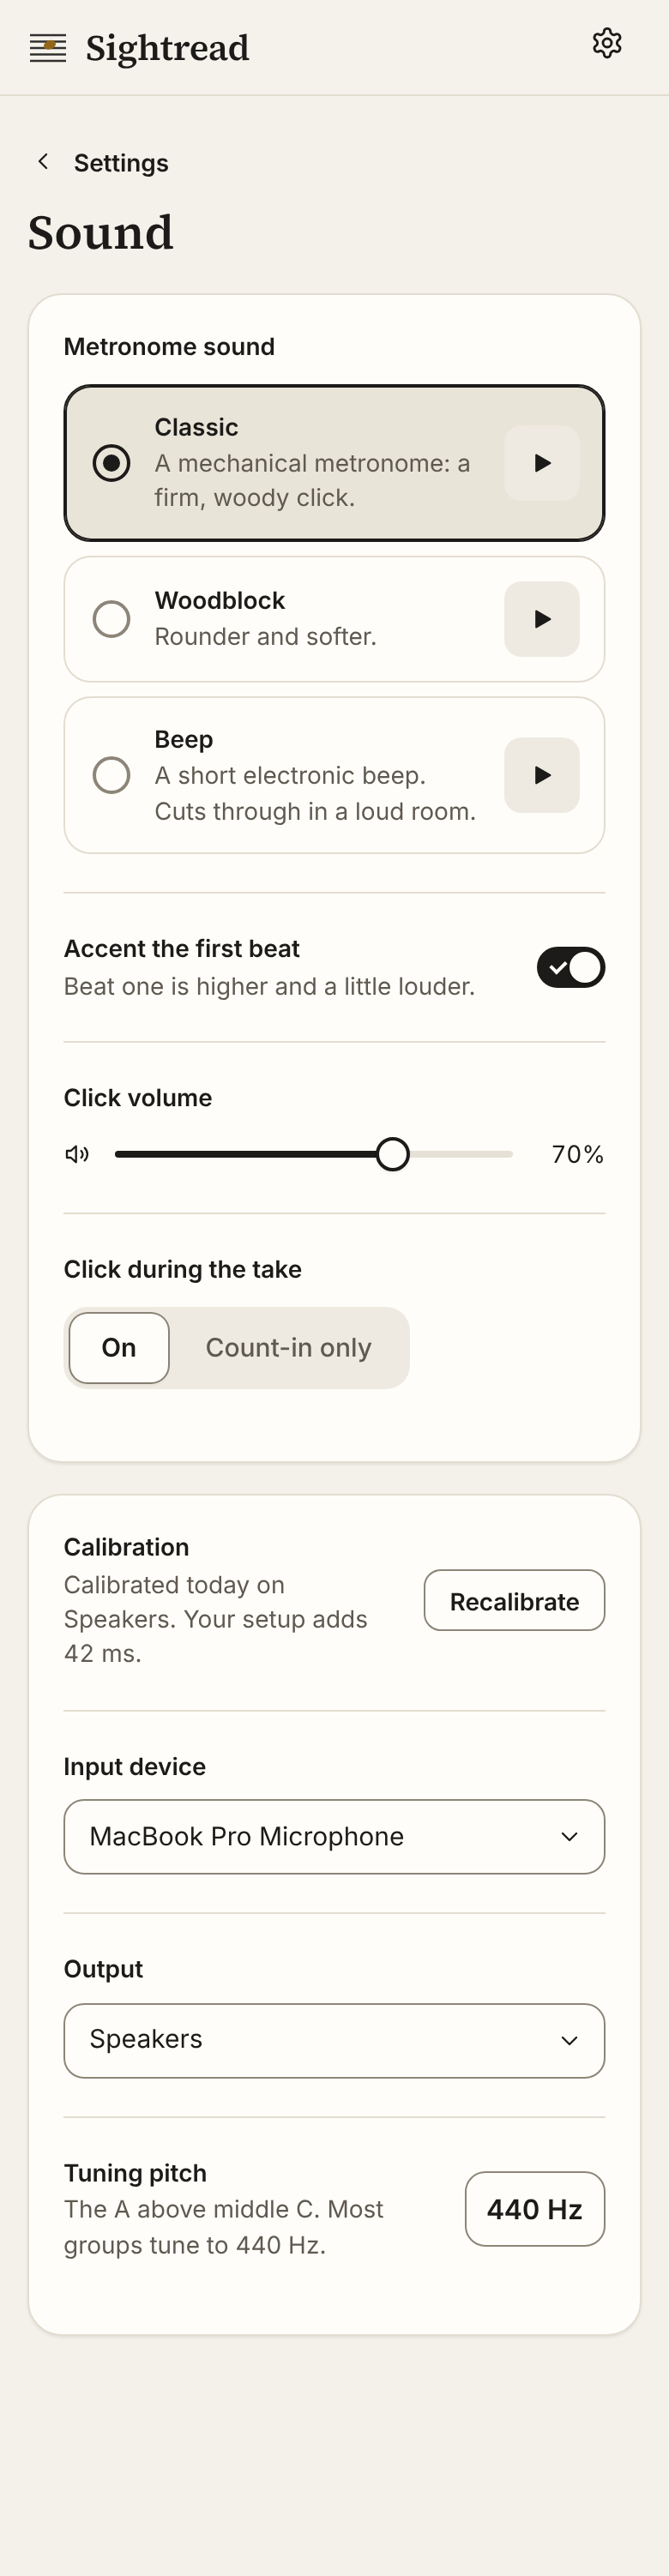 Sightread
Settings
Sound
Metronome sound
Classic
A mechanical metronome: a
firm, woody click.
Woodblock
Rounder and softer.
Beep
A short electronic beep.
Cuts through in a loud room.
Accent the first beat
Beat one is higher and a little louder.
Click volume
70%
Click during the take
On
Count-in only
Calibration
Calibrated today on
Speakers. Your setup adds
42 ms.
Recalibrate
Input device
MacBook Pro Microphone
Output
Speakers
Tuning pitch
The A above middle C. Most
groups tune to 440 Hz.
440 Hz